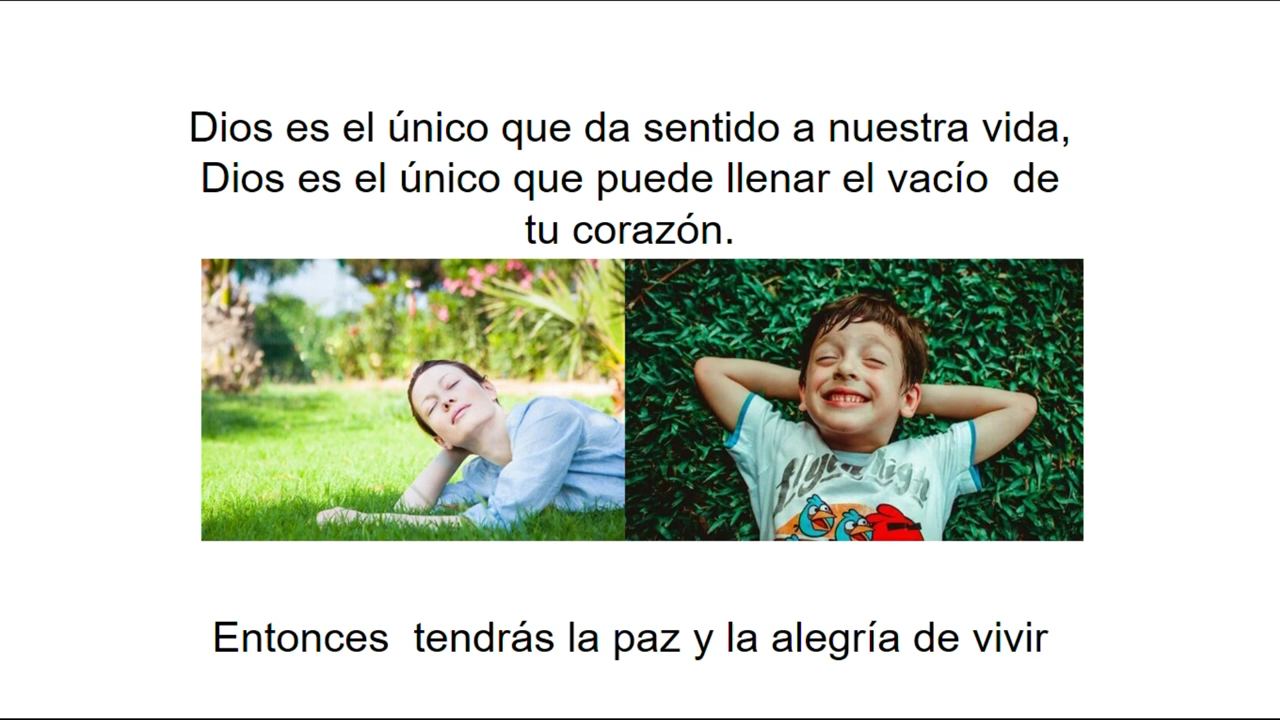 Dios es el único que da sentido a nuestra vida,
Dios es el único que puede llenar el vacío  de
tu corazón.
Entonces  tendrás la paz y la alegría de vivir